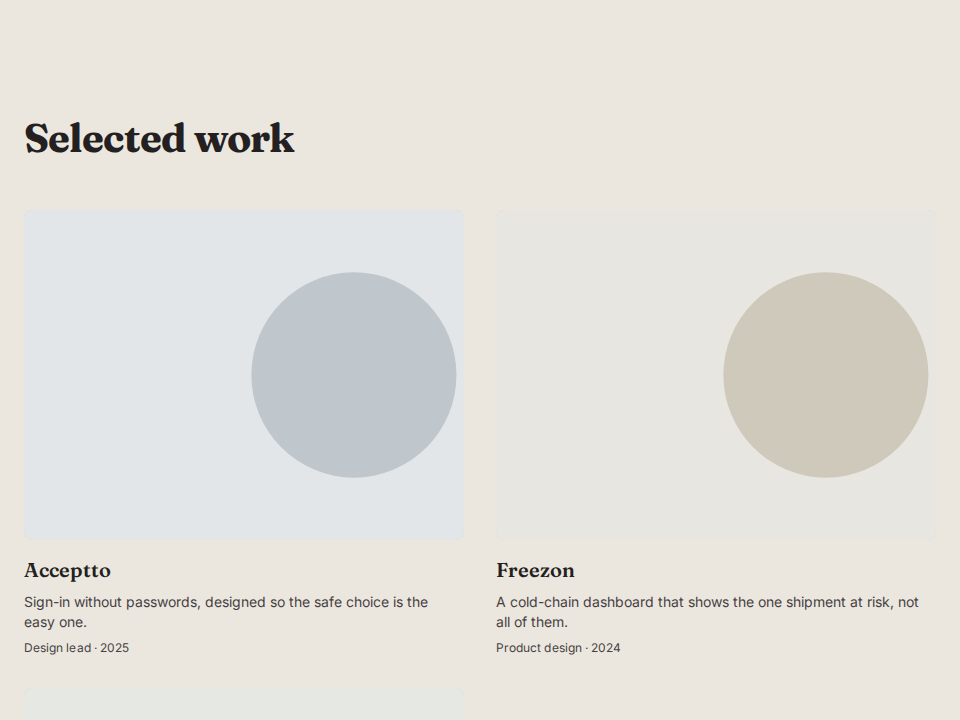 Selected work
Acceptto
Sign-in without passwords, designed so the safe choice is the
easy one.
Design lead · 2025
Freezon
A cold-chain dashboard that shows the one shipment at risk, not
all of them.
Product design · 2024